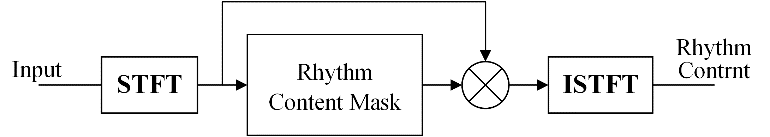 Input
STFT
Rhythm
Content Mask
ISTFT
Rhythm
Contrnt